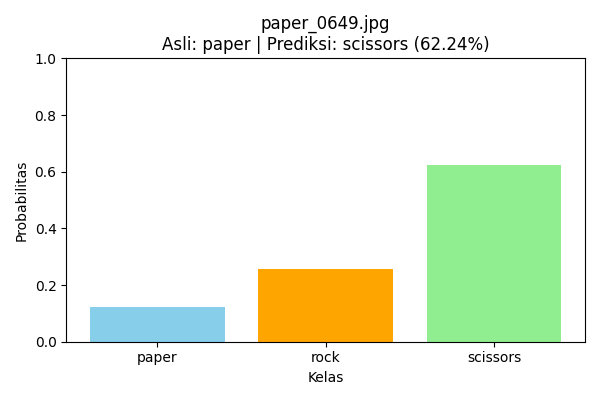 paper_0649.jpg
Asli: paper | Prediksi: scissors (62.24%)
1.0
0.8
0.6
0.4
0.2
0.0
Probabilitas
paper rock scissors
Kelas